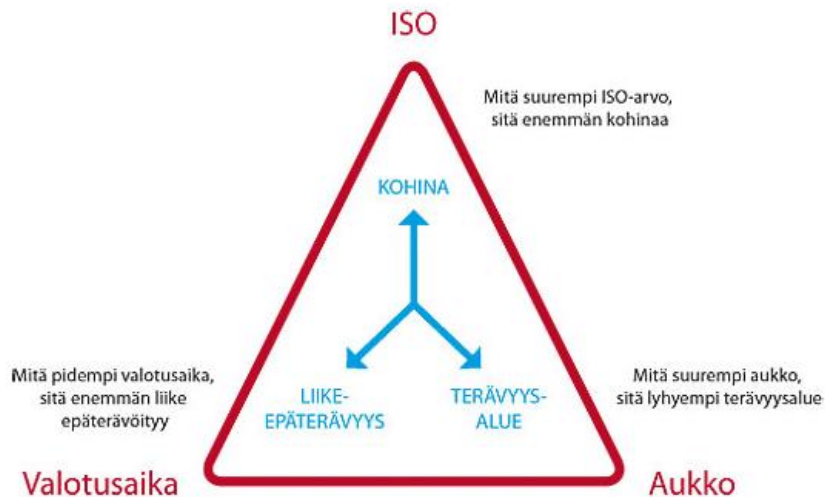 ISO
Mitä suurempi ISO-arvo,
sitä enemmän kohinaa
KOHINA
Mitä pidempi valotusaika,
sitä enemmän liike
epäterävöityy
LIIKE-
EPÄTERÄVYYS
TERÄVYYS-
ALUE
Mitä suurempi aukko,
sitä lyhyempi terävyysalue
Valotusaika
Aukko